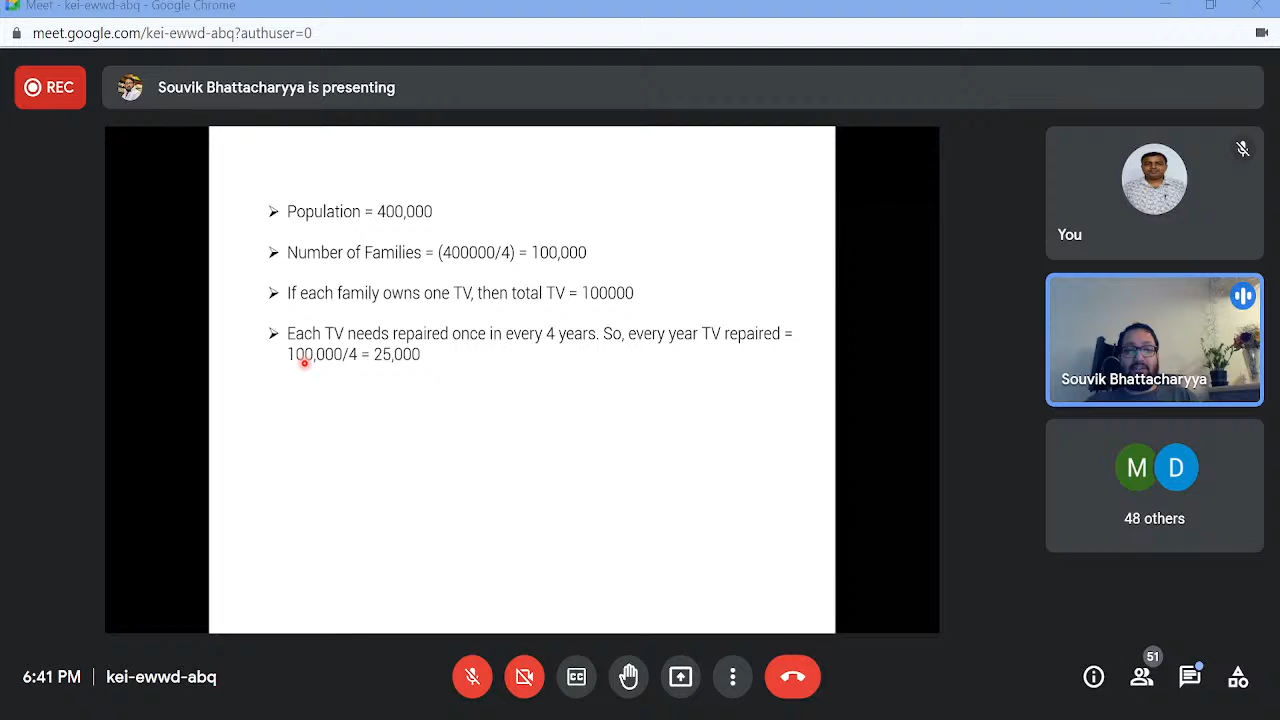 Meet - kei-ewwd-abq - Google Chrome
meet.google.com/kei-ewwd-abq?authuser=0
REC
Souvik Bhattacharyya is presenting
➢ Population = 400,000
➢ Number of Families = (400000/4) = 100,000
➢ If each family owns one TV, then total TV = 100000
➢ Each TV needs repaired once in every 4 years. So, every year TV repaired =
100,000/4 = 25,000
You
Souvik Bhattacharyya
M D
48 others
6:41 PM | kei-ewwd-abq
CC
51